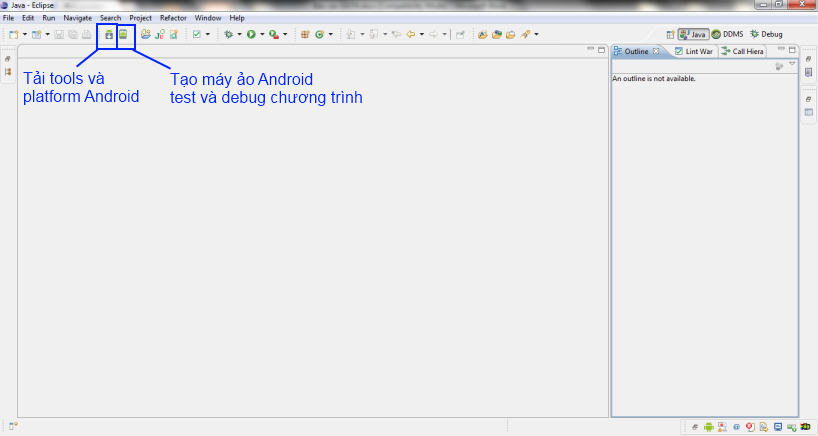 Java - Eclipse
File Edit Run Navigate Search Project Refactor Window Help
Java DDMS Debug
Outline Lint War Call Hiera
An outline is not available.
Tải tools và
platform Android
Tạo máy ảo Android
test và debug chương trình